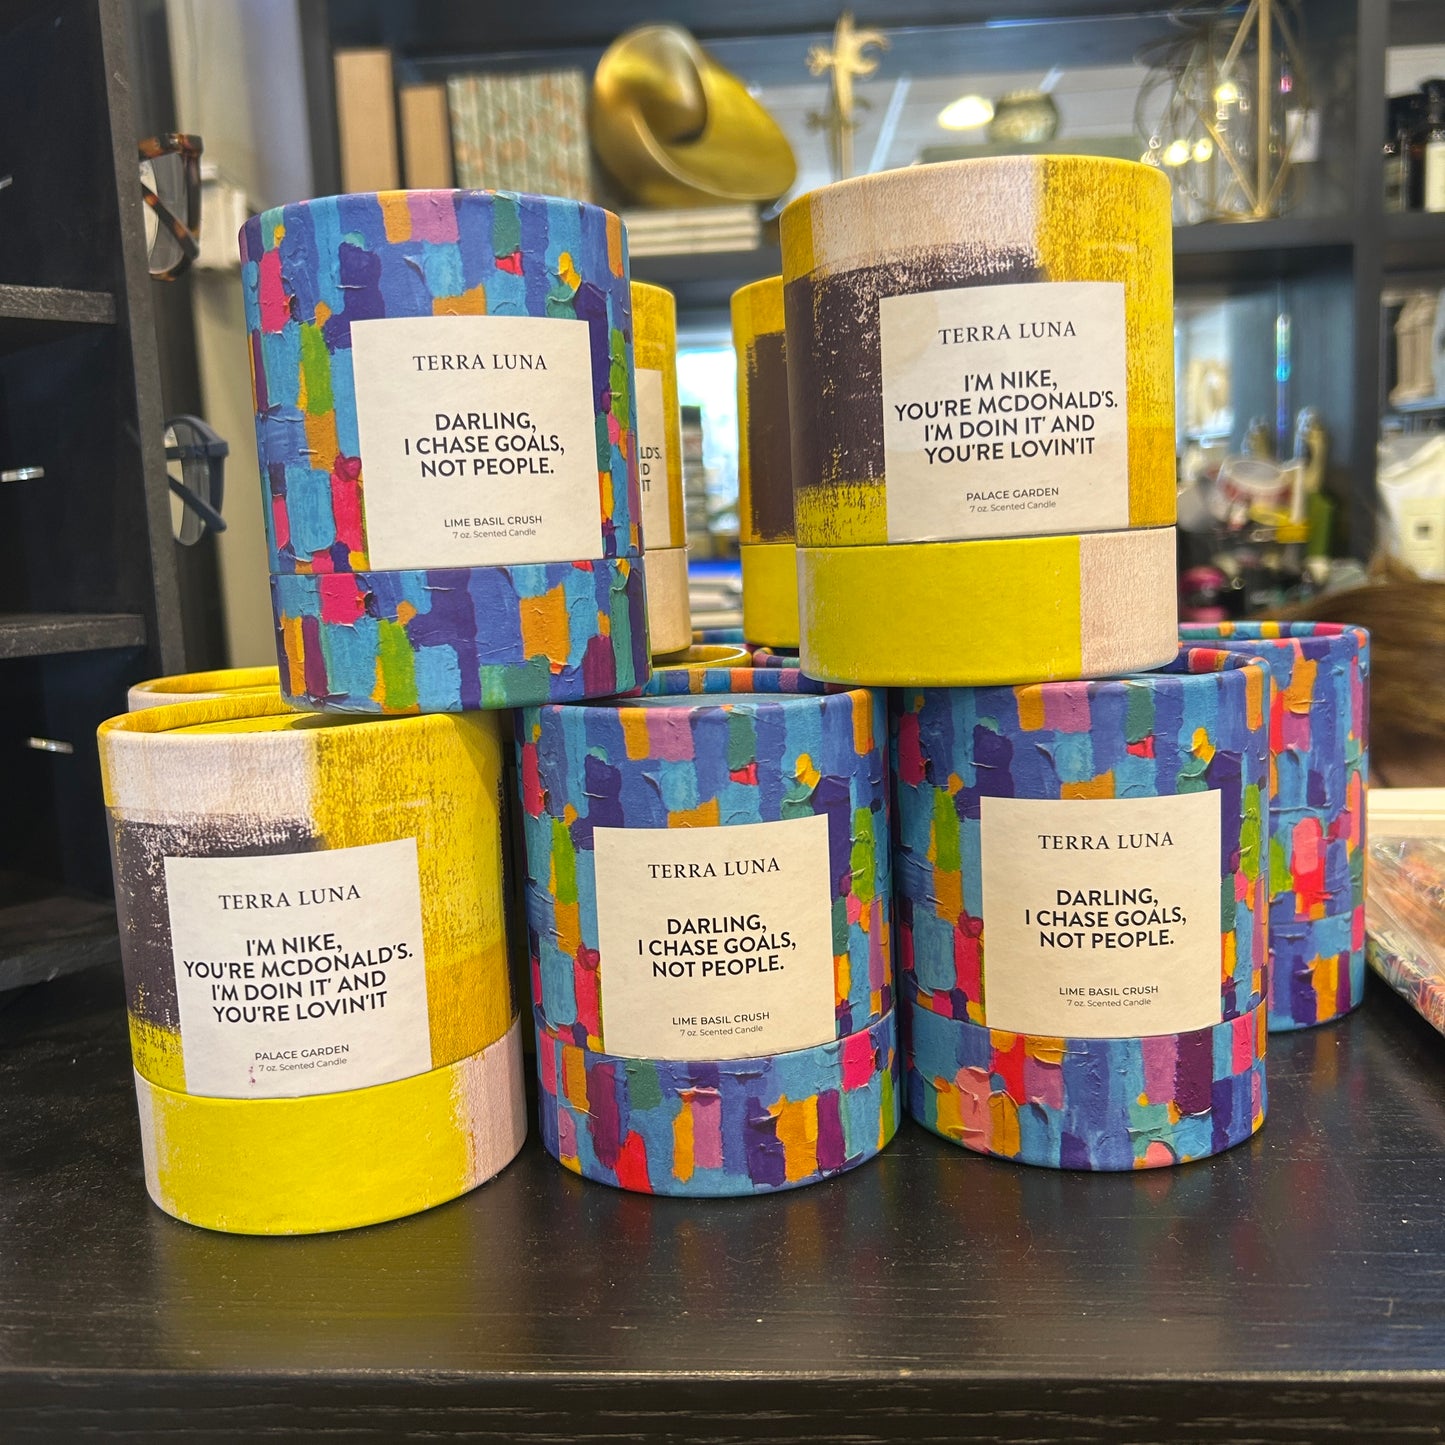 TERRA LUNA
DARLING,
I CHASE GOALS,
NOT PEOPLE.
LIME BASIL CRUSH
7 oz. Scented Candle
LD'S.
IT
TERRA LUNA
I'M NIKE,
YOU'RE MCDONALD'S.
I'M DOIN IT' AND
YOU'RE LOVIN'IT
PALACE GARDEN
7 oz. Scented Candle
TERRA LUNA
I'M NIKE,
YOU'RE MCDONALD'S.
I'M DOIN IT' AND
YOU'RE LOVIN'IT
PALACE GARDEN
7 oz. Scented Candle
TERRA LUNA
DARLING,
I CHASE GOALS,
NOT PEOPLE.
LIME BASIL CRUSH
7 oz. Scented Candle
TERRA LUNA
DARLING,
I CHASE GOALS,
NOT PEOPLE.
LIME BASIL CRUSH
7 oz. Scented Candle